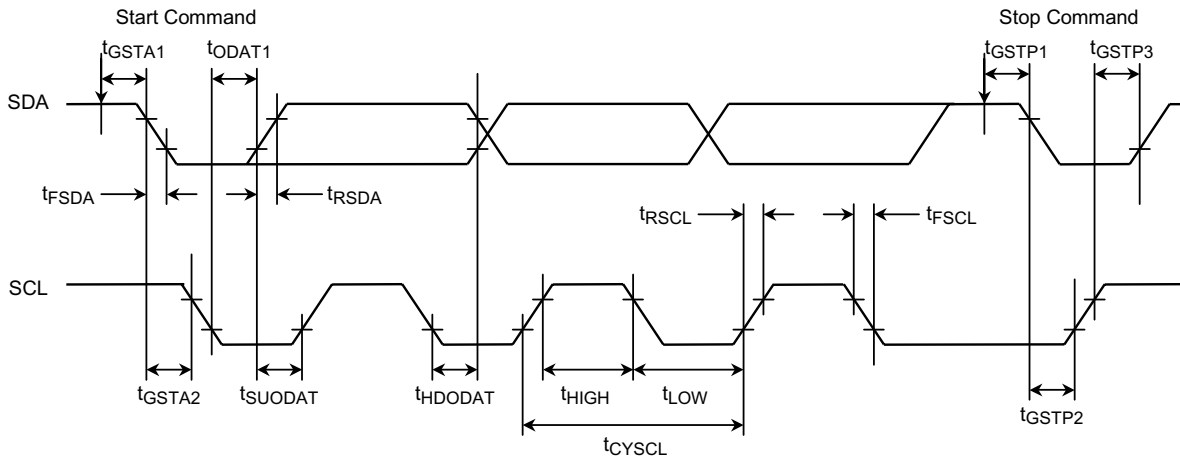 Start Command
Stop Command
tGSTA1
tODAT1
tGSTP1
tGSTP3
SDA
tFSDA
tRSDA
tRSCL
tFSCL
SCL
tGSTA2
tSUODAT
tHDODAT
tHIGH
tLOW
tGSTP2
tCYSCL